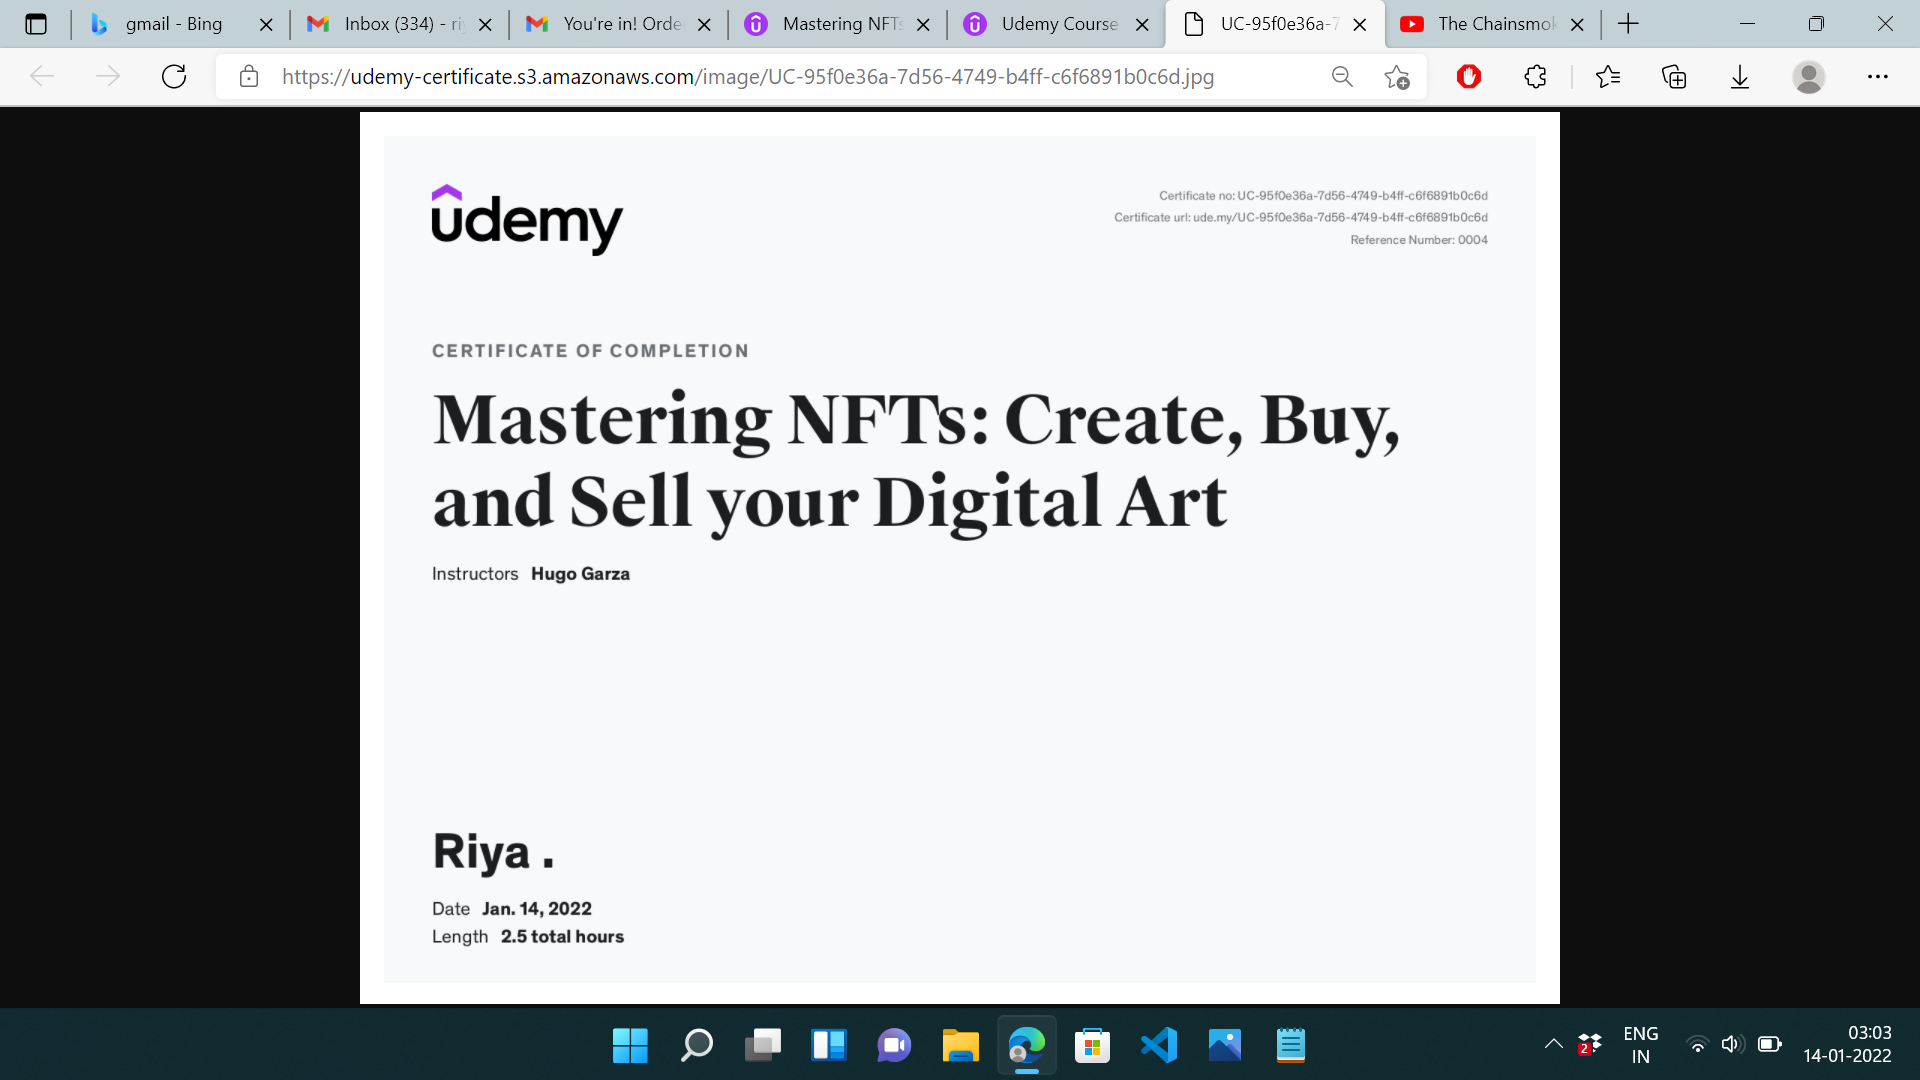 gmail - Bing
Inbox (334) - riy
You're in! Order
Mastering NFTs
Udemy Course
UC-95f0e36a-7
The Chainsmok
https://udemy-certificate.s3.amazonaws.com/image/UC-95f0e36a-7d56-4749-b4ff-c6f6891b0c6d.jpg
udemy
Certificate no: UC-95f0e36a-7d56-4749-b4ff-c6f6891b0c6d
Certificate url: ude.my/UC-95f0e36a-7d56-4749-b4ff-c6f6891b0c6d
Reference Number: 0004
CERTIFICATE OF COMPLETION
Mastering NFTs: Create, Buy,
and Sell your Digital Art
Instructors Hugo Garza
Riya .
Date Jan. 14, 2022
Length 2.5 total hours
2
ENG
IN
03:03
14-01-2022